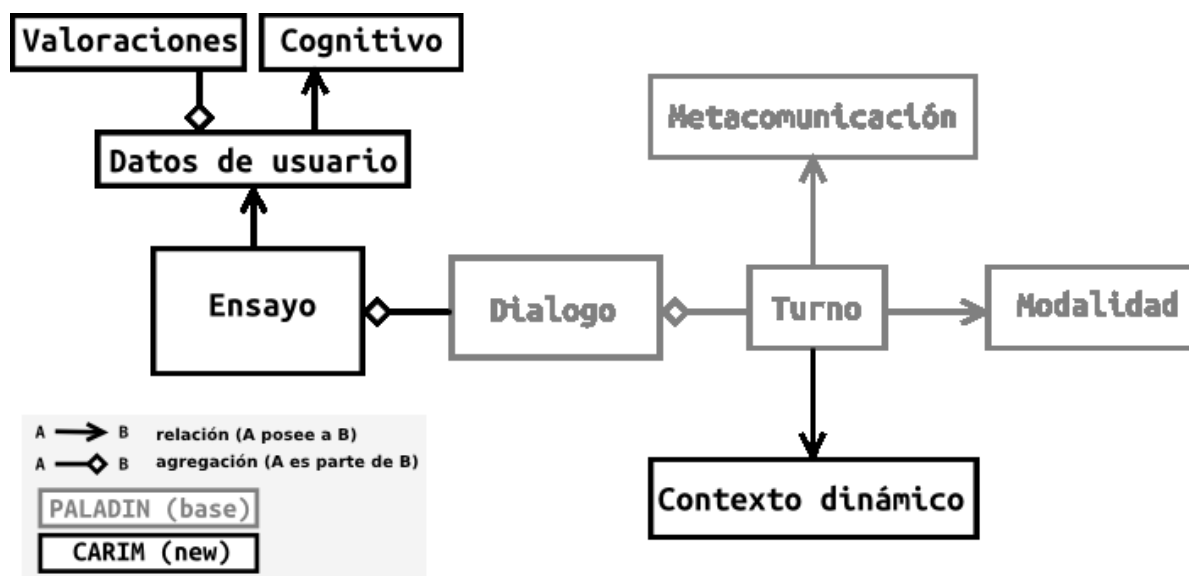 Valoraciones
Cognitivo
Metacomunicación
Datos de usuario
Ensayo
Dialogo
Turno
Modalidad
Contexto dinámico
A B relación (A posee a B)
A B agregación (A es parte de B)
PALADIN (base)
CARIM (new)